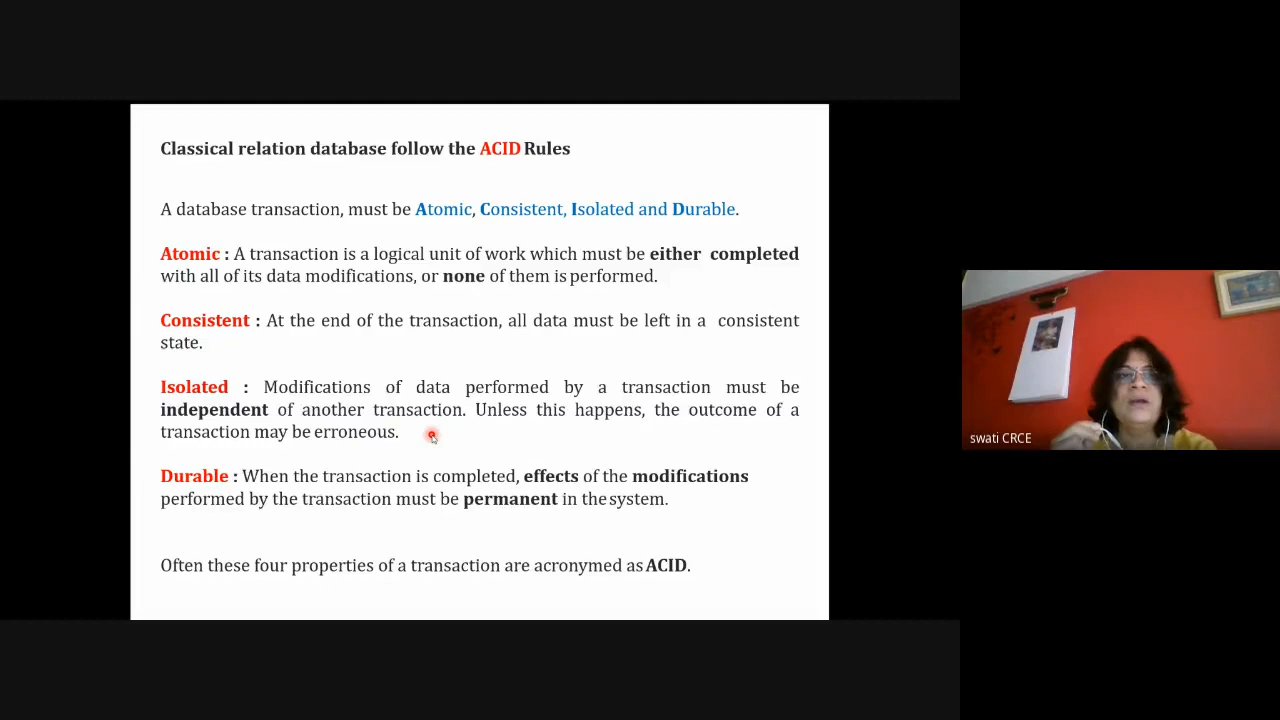 Classical relation database follow the ACID Rules
A database transaction, must be Atomic, Consistent, Isolated and Durable.
Atomic : A transaction is a logical unit of work which must be either completed
with all of its data modifications, or none of them is performed.
Consistent : At the end of the transaction, all data must be left in a consistent
state.
Isolated : Modifications of data performed by a transaction must be
independent of another transaction. Unless this happens, the outcome of a
transaction may be erroneous.
Durable : When the transaction is completed, effects of the modifications
performed by the transaction must be permanent in the system.
Often these four properties of a transaction are acronymed as ACID.
swati CRCE